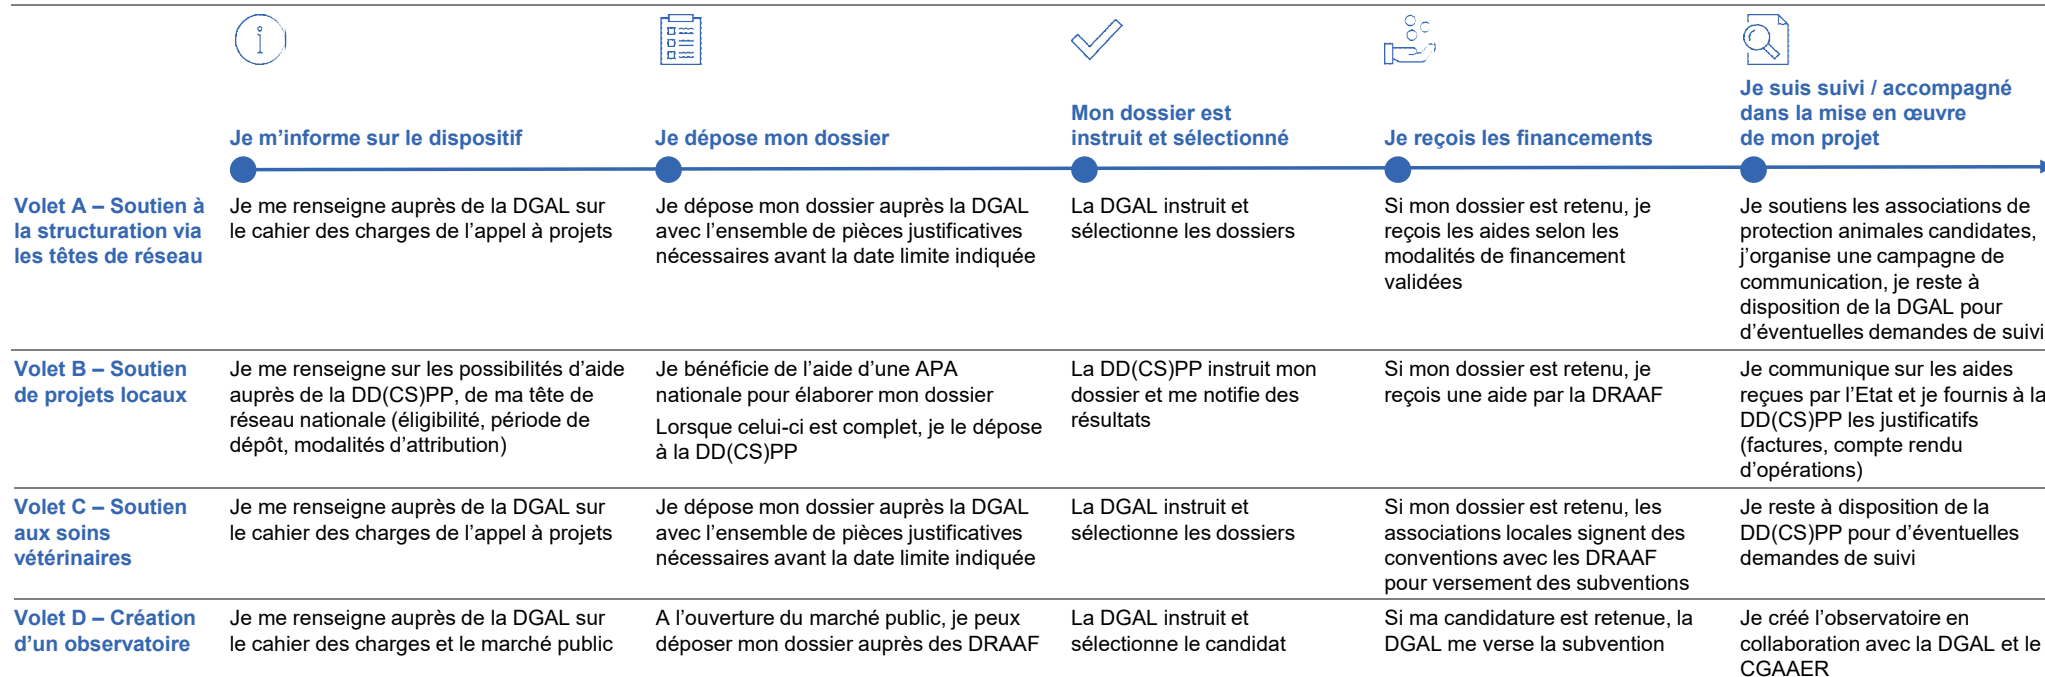 Je m’informe sur le dispositif
Je dépose mon dossier
Mon dossier est
instruit et sélectionné
Je reçois les financements
Je suis suivi / accompagné
dans la mise en œuvre
de mon projet
Volet A – Soutien à
la structuration via
les têtes de réseau
Je me renseigne auprès de la DGAL sur
le cahier des charges de l’appel à projets
Je dépose mon dossier auprès la DGAL
avec l’ensemble de pièces justificatives
nécessaires avant la date limite indiquée
La DGAL instruit et
sélectionne les dossiers
Si mon dossier est retenu, je
reçois les aides selon les
modalités de financement
validées
Je soutiens les associations de
protection animales candidates,
j’organise une campagne de
communication, je reste à
disposition de la DGAL pour
d’éventuelles demandes de suivi
Volet B – Soutien
de projets locaux
Je me renseigne sur les possibilités d’aide
auprès de la DD(CS)PP, de ma tête de
réseau nationale (éligibilité, période de
dépôt, modalités d’attribution)
Je bénéficie de l’aide d’une APA
nationale pour élaborer mon dossier
Lorsque celui-ci est complet, je le dépose
à la DD(CS)PP
La DD(CS)PP instruit mon
dossier et me notifie des
résultats
Si mon dossier est retenu, je
reçois une aide par la DRAAF
Je communique sur les aides
reçues par l’Etat et je fournis à la
DD(CS)PP les justificatifs
(factures, compte rendu
d’opérations)
Volet C – Soutien
aux soins
vétérinaires
Je me renseigne auprès de la DGAL sur
le cahier des charges de l’appel à projets
Je dépose mon dossier auprès la DGAL
avec l’ensemble de pièces justificatives
nécessaires avant la date limite indiquée
La DGAL instruit et
sélectionne les dossiers
Si mon dossier est retenu, les
associations locales signent des
conventions avec les DRAAF
pour versement des subventions
Je reste à disposition de la
DD(CS)PP pour d’éventuelles
demandes de suivi
Volet D – Création
d’un observatoire
Je me renseigne auprès de la DGAL sur
le cahier des charges et le marché public
A l’ouverture du marché public, je peux
déposer mon dossier auprès des DRAAF
La DGAL instruit et
sélectionne le candidat
Si ma candidature est retenue, la
DGAL me verse la subvention
Je créé l’observatoire en
collaboration avec la DGAL et le
CGAAER